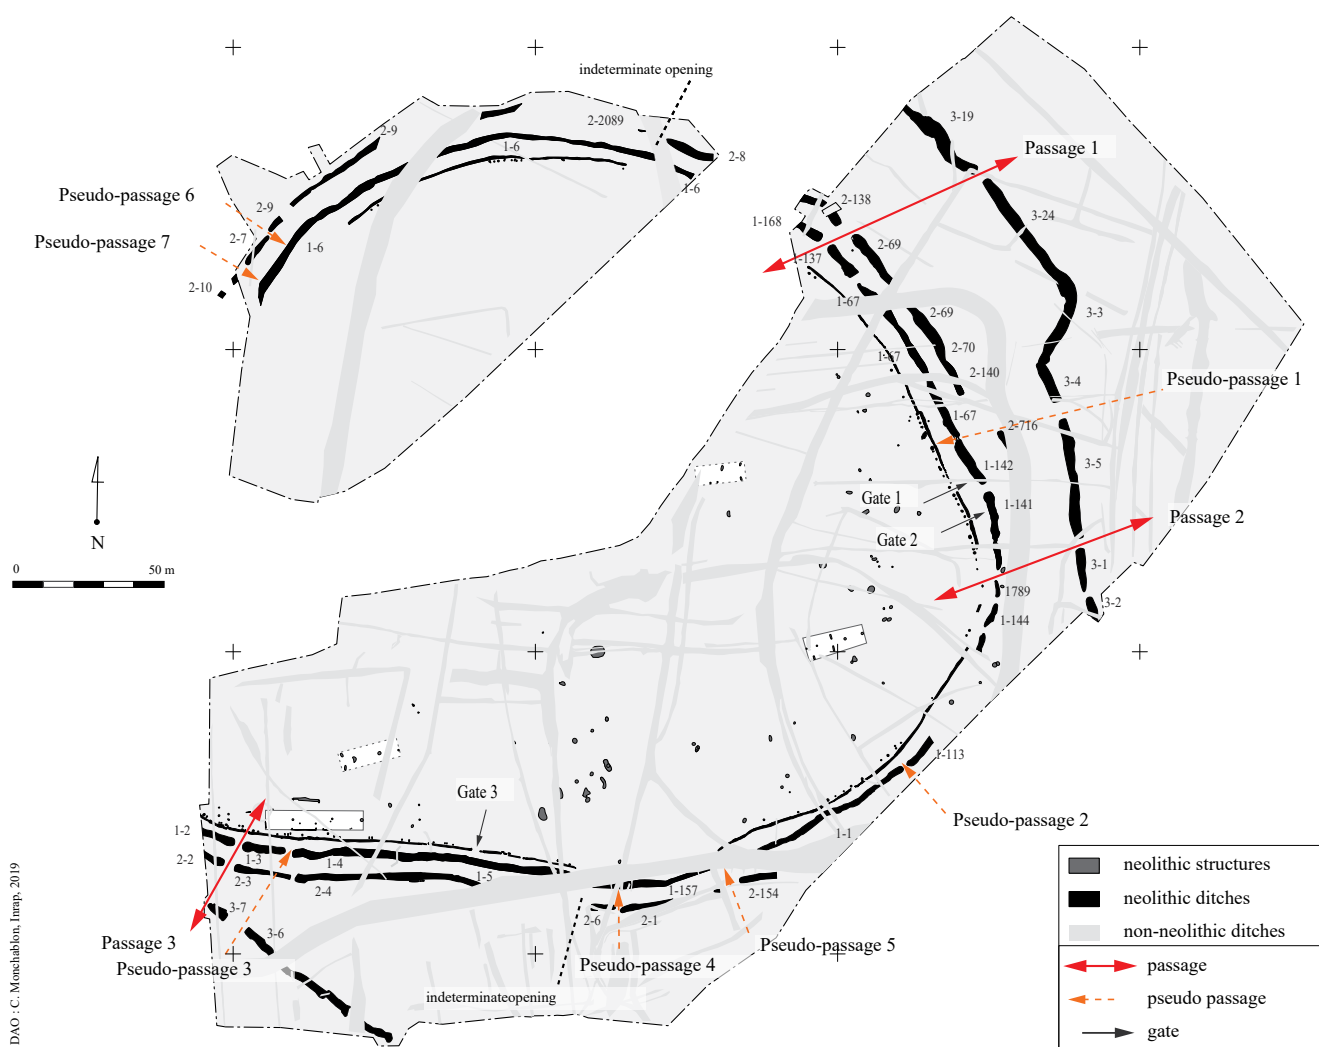 indeterminate opening
2-2089
2-9
1-6
2-8
1-6
Pseudo-passage 6
2-9
Pseudo-passage 7
2-7
1-6
2-10
3-19
Passage 1
2-138
1-168
3-24
2-69
-137
1-67
2-69
3-3
2-70
1-67
2-140
3-4
Pseudo-passage 1
1-67
2-716
3-5
1-142
Gate 1
1-141
Passage 2
Gate 2
N
0
50 m
3-1
1789
3-2
1-144
1-113
Gate 3
Pseudo-passage 2
1-2
1-1
2-2
1-3
1-4
1-5
2-3
2-4
1-157
2-154
3-7
2-6
2-1
3-6
Passage 3
Pseudo-passage 3
Pseudo-passage 4
Pseudo-passage 5
indeterminateopening
neolithic structures
neolithic ditches
non-neolithic ditches
passage
pseudo passage
gate
DAO : C. Monchablon, Inrap, 2019